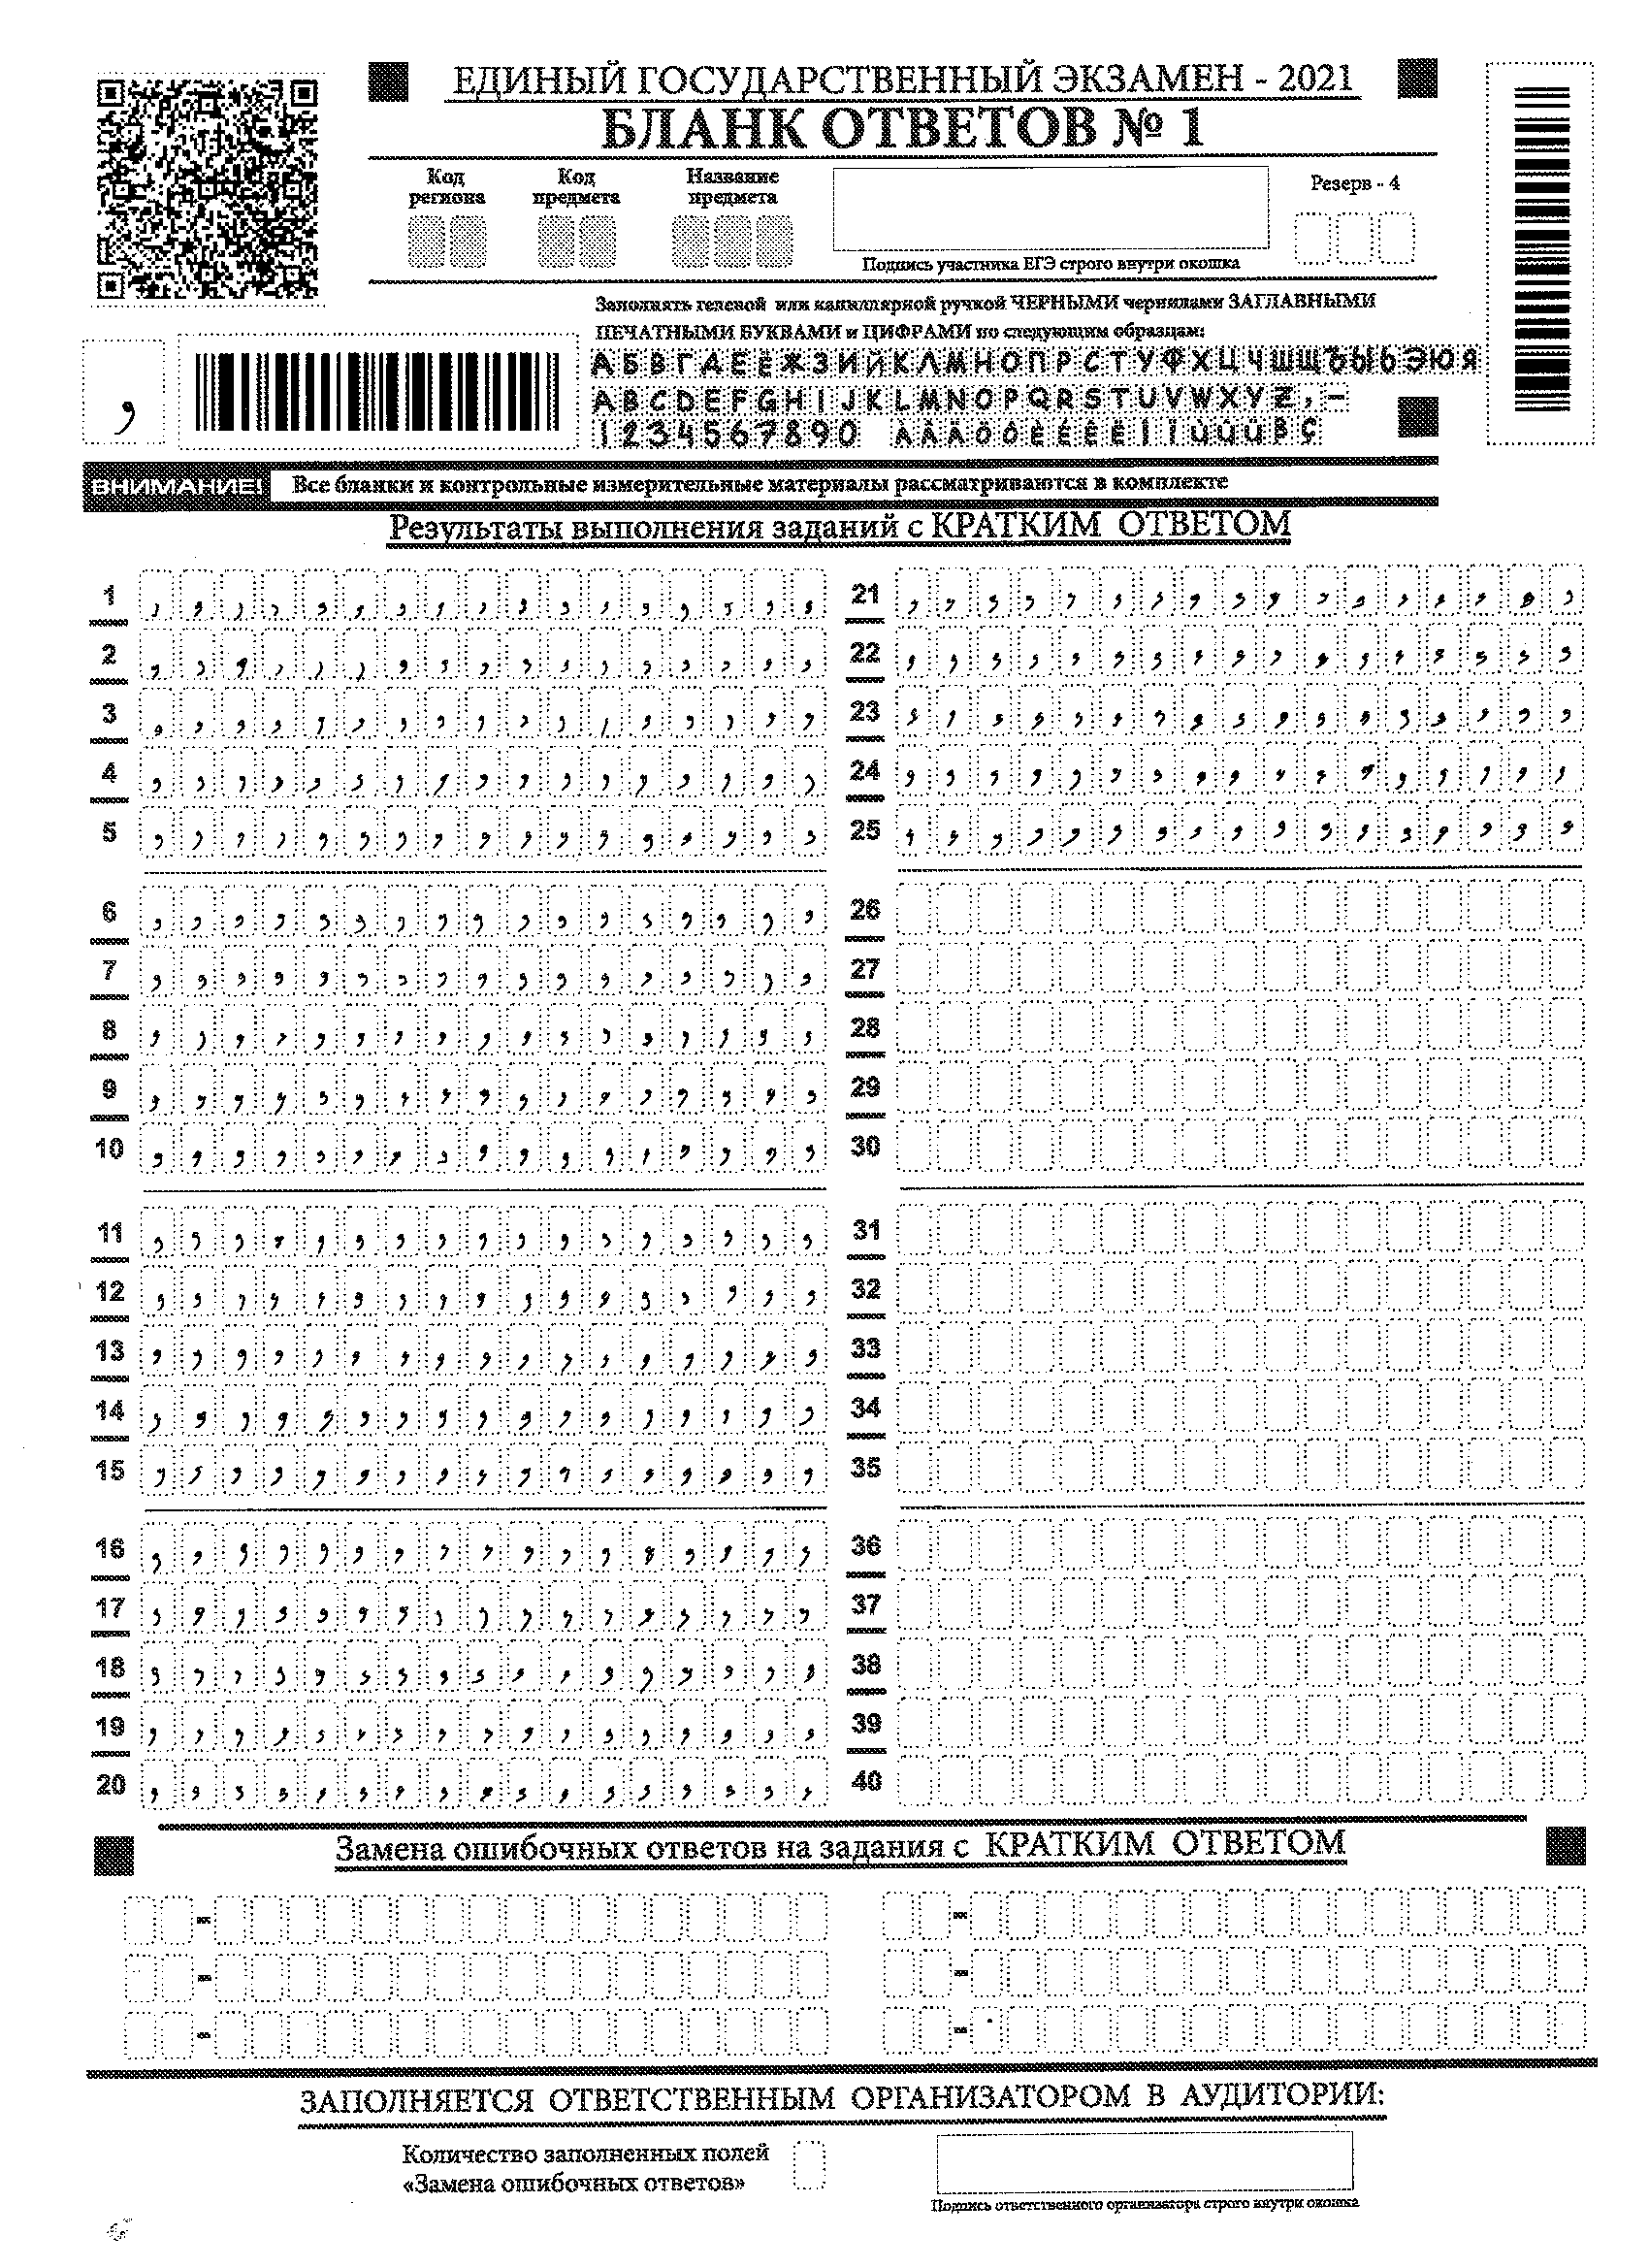 ЕДИНЫЙ ГОСУДАРСТВЕННЫЙ ЭКЗАМЕН - 2021
БЛАНК ОТВЕТОВ № 1
Код региона
Код предмета
Название предмета
Резерв - 4
Подпись участника ЕГЭ строго внутри окошка
Заполнять гелевой или капиллярной ручкой ЧЕРНЫМИ чернилами ЗАГЛАВНЫМИ
ПЕЧАТНЫМИ БУКВАМИ и ЦИФРАМИ по следующим образцам:
А Б В Г Д Е Ё Ж З И Й К Л М Н О П Р С Т У Ф Х Ц Ч Ш Щ Ъ Ы Ь Э Ю Я
,
A B C D E F G H I J K L M N O P Q R S T U V W X Y Z , -
1 2 3 4 5 6 7 8 9 0
ВНИМАНИЕ! Все бланки и контрольные измерительные материалы рассматриваются в комплекте
Результаты выполнения заданий с КРАТКИМ ОТВЕТОМ
1 , , , , , , , , , , , , , , , , ,
2 , , , , , , , , , , , , , , , , ,
3 , , , , , , , , , , , , , , , , ,
4 , , , , , , , , , , , , , , , , ,
5 , , , , , , , , , , , , , , , , ,
6 , , , , , , , , , , , , , , , , ,
7 , , , , , , , , , , , , , , , , ,
8 , , , , , , , , , , , , , , , , ,
9 , , , , , , , , , , , , , , , , ,
10 , , , , , , , , , , , , , , , , ,
11 , , , , , , , , , , , , , , , , ,
12 , , , , , , , , , , , , , , , , ,
13 , , , , , , , , , , , , , , , , ,
14 , , , , , , , , , , , , , , , , ,
15 , , , , , , , , , , , , , , , , ,
16 , , , , , , , , , , , , , , , , ,
17 , , , , , , , , , , , , , , , , ,
18 , , , , , , , , , , , , , , , , ,
19 , , , , , , , , , , , , , , , , ,
20 , , , , , , , , , , , , , , , , ,
21 , , , , , , , , , , , , , , , , ,
22 , , , , , , , , , , , , , , , , ,
23 , , , , , , , , , , , , , , , , ,
24 , , , , , , , , , , , , , , , , ,
25 , , , , , , , , , , , , , , , , ,
26
27
28
29
30
31
32
33
34
35
36
37
38
39
40
Замена ошибочных ответов на задания с КРАТКИМ ОТВЕТОМ
-
-
-
-
-
-
ЗАПОЛНЯЕТСЯ ОТВЕТСТВЕННЫМ ОРГАНИЗАТОРОМ В АУДИТОРИИ:
Количество заполненных полей
«Замена ошибочных ответов»
Подпись ответственного организатора строго внутри окошка